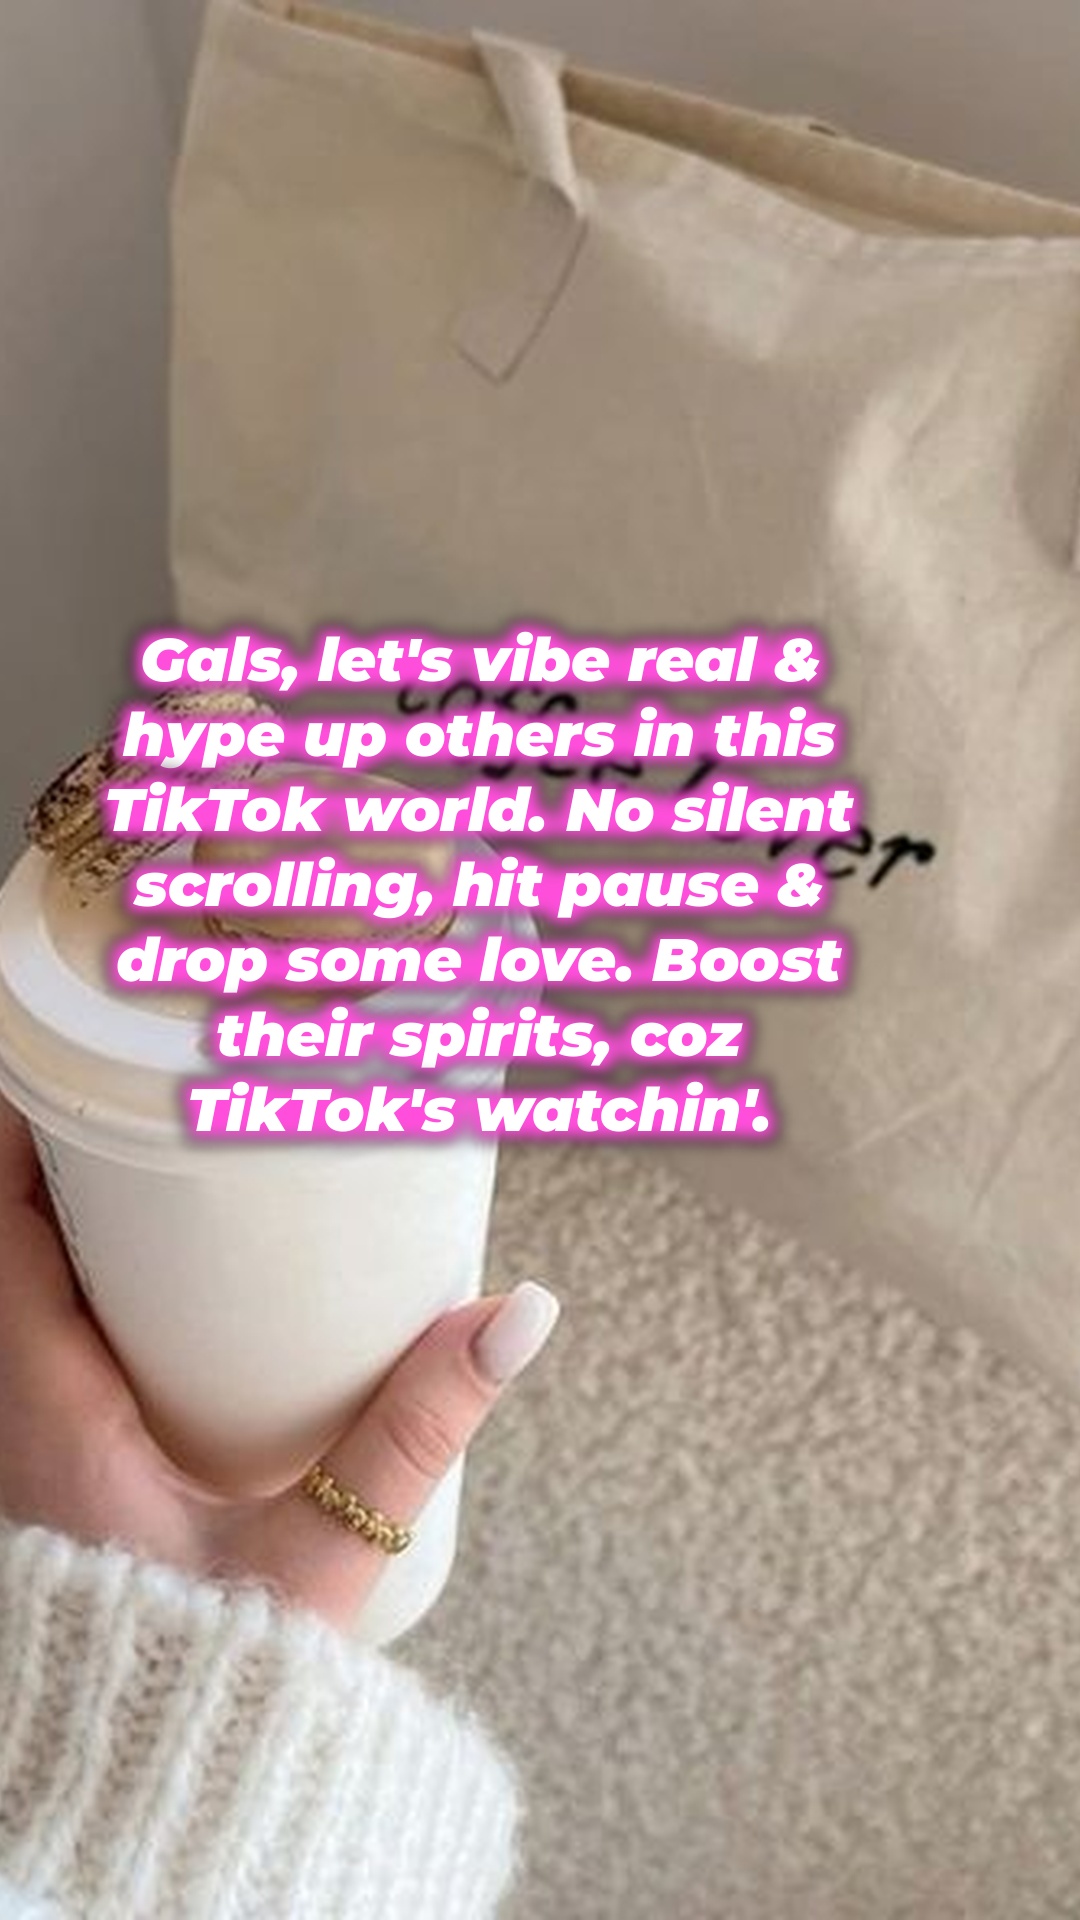 Gals, let's vibe real &
hype up others in this
TikTok world. No silent
scrolling, hit pause &
drop some love. Boost
their spirits, coz
TikTok's watchin'.